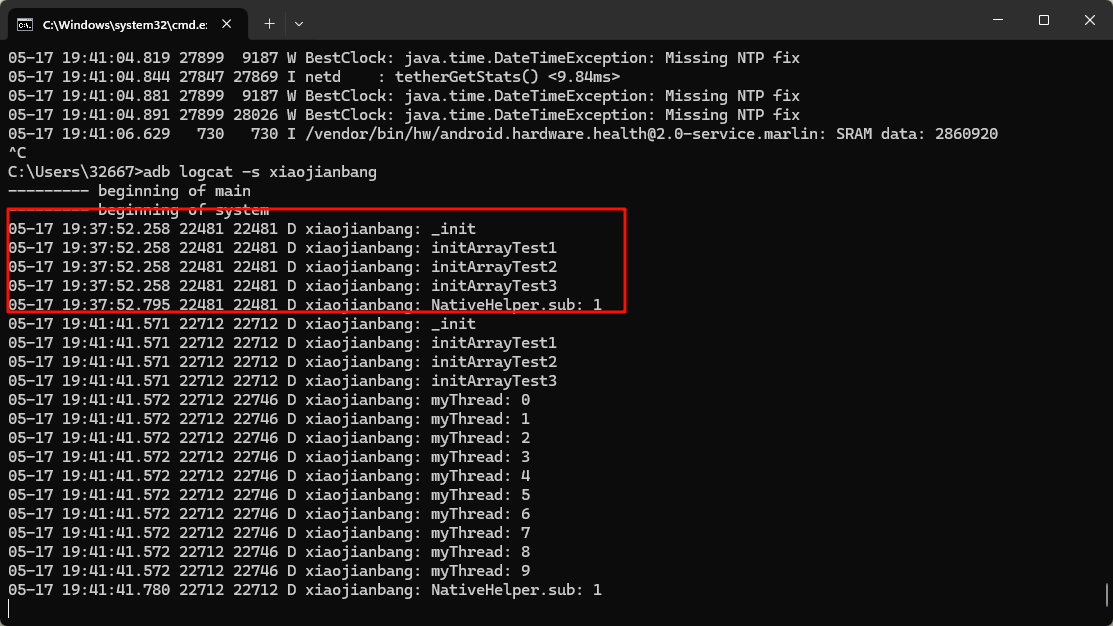 C:\Windows\system32\cmd.e:
05-17 19:41:04.819 27899  9187 W BestClock: java.time.DateTimeException: Missing NTP fix
05-17 19:41:04.844 27847 27869 I netd    : tetherGetStats() <9.84ms>
05-17 19:41:04.881 27899  9187 W BestClock: java.time.DateTimeException: Missing NTP fix
05-17 19:41:04.891 27899 28026 W BestClock: java.time.DateTimeException: Missing NTP fix
05-17 19:41:06.629   730   730 I /vendor/bin/hw/android.hardware.health@2.0-service.marlin: SRAM data: 2860920
^C
C:\Users\32667>adb logcat -s xiaojianbang
--------- beginning of main
--------- beginning of system
05-17 19:37:52.258 22481 22481 D xiaojianbang: _init
05-17 19:37:52.258 22481 22481 D xiaojianbang: initArrayTest1
05-17 19:37:52.258 22481 22481 D xiaojianbang: initArrayTest2
05-17 19:37:52.258 22481 22481 D xiaojianbang: initArrayTest3
05-17 19:37:52.795 22481 22481 D xiaojianbang: NativeHelper.sub: 1
05-17 19:41:41.571 22712 22712 D xiaojianbang: _init
05-17 19:41:41.571 22712 22712 D xiaojianbang: initArrayTest1
05-17 19:41:41.571 22712 22712 D xiaojianbang: initArrayTest2
05-17 19:41:41.571 22712 22712 D xiaojianbang: initArrayTest3
05-17 19:41:41.572 22712 22746 D xiaojianbang: myThread: 0
05-17 19:41:41.572 22712 22746 D xiaojianbang: myThread: 1
05-17 19:41:41.572 22712 22746 D xiaojianbang: myThread: 2
05-17 19:41:41.572 22712 22746 D xiaojianbang: myThread: 3
05-17 19:41:41.572 22712 22746 D xiaojianbang: myThread: 4
05-17 19:41:41.572 22712 22746 D xiaojianbang: myThread: 5
05-17 19:41:41.572 22712 22746 D xiaojianbang: myThread: 6
05-17 19:41:41.572 22712 22746 D xiaojianbang: myThread: 7
05-17 19:41:41.572 22712 22746 D xiaojianbang: myThread: 8
05-17 19:41:41.572 22712 22746 D xiaojianbang: myThread: 9
05-17 19:41:41.780 22712 22712 D xiaojianbang: NativeHelper.sub: 1